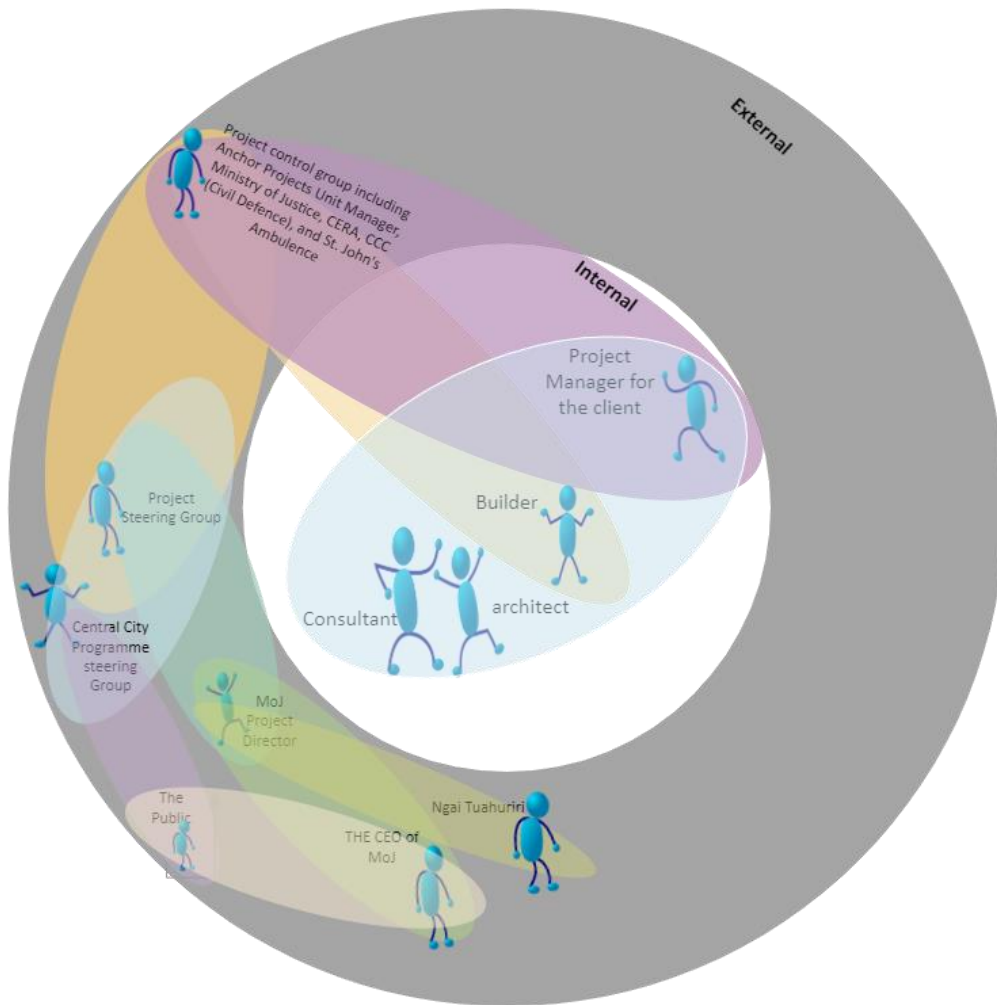 External
Project control group including
Anchor Projects Unit Manager,
Ministry of Justice, CERA, CCC
(Civil Defence), and St. John's
Ambulence
Internal
Project
Manager for
the client
Builder
architect
Consultant
Project
Steering Group
Central City
Programme
steering
Group
MoJ
Project
Director
The
Public
Ngai Tuahuriri
THE CEO of
MoJ